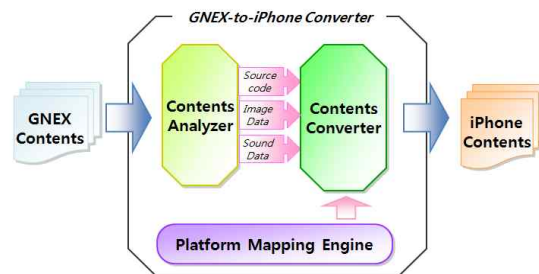 GNEX-to-iPhone Converter
GNEX
Contents
Contents
Analyzer
Source
code
Image
Data
Sound
Data
Contents
Converter
iPhone
Contents
Platform Mapping Engine